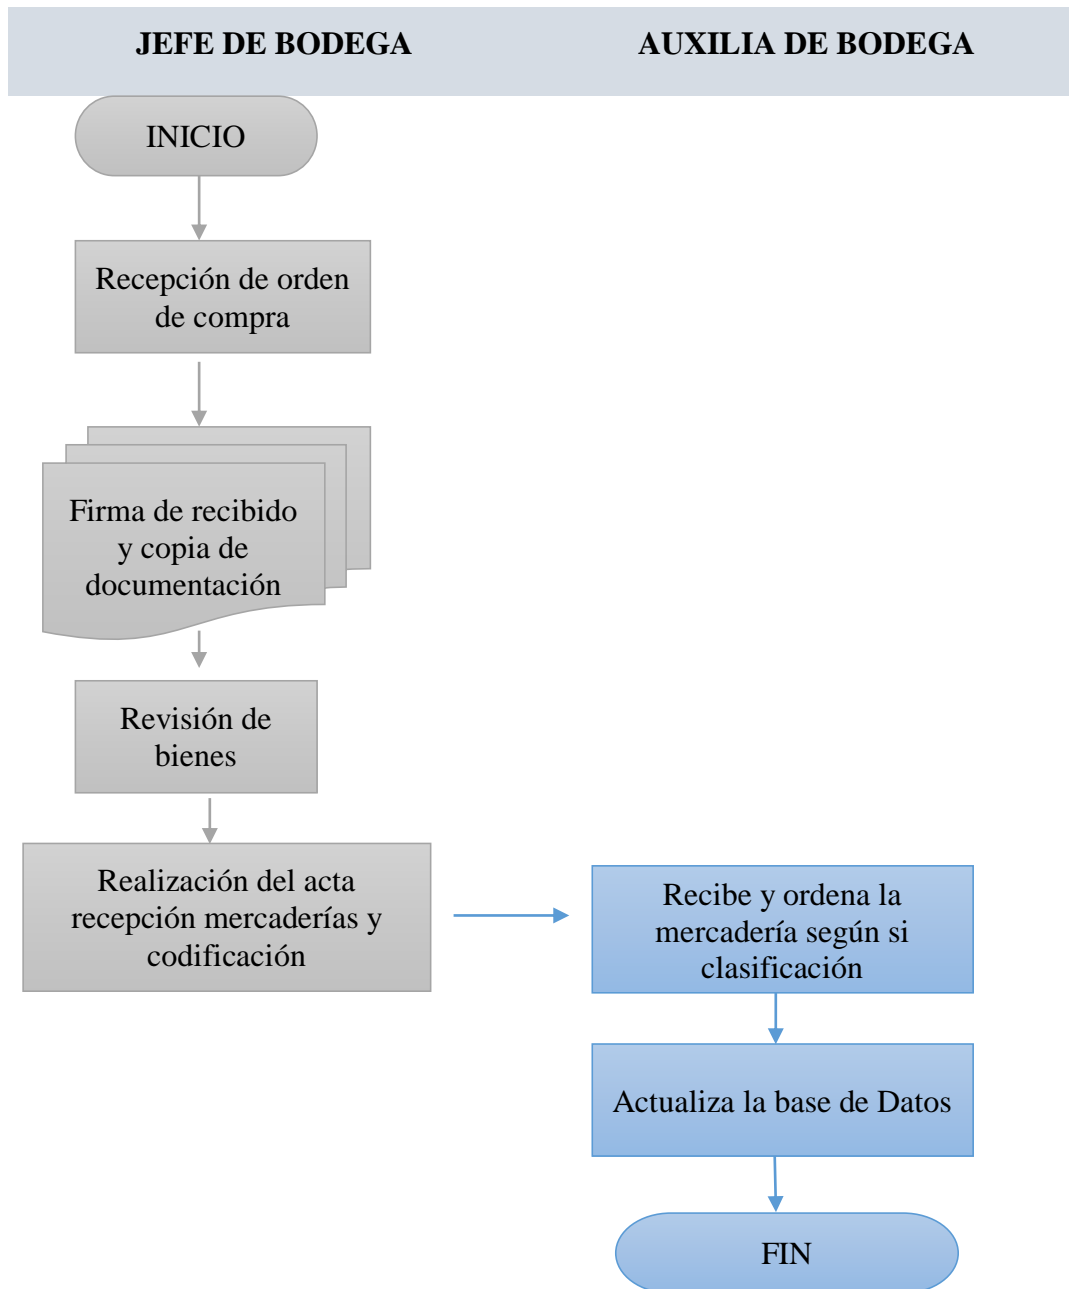 JEFE DE BODEGA
AUXILIA DE BODEGA
INICIO
Recepción de orden
de compra
Firma de recibido
y copia de
documentación
Revisión de
bienes
Realización del acta
recepción mercaderías y
codificación
Recibe y ordena la
mercadería según si
clasificación
Actualiza la base de Datos
FIN